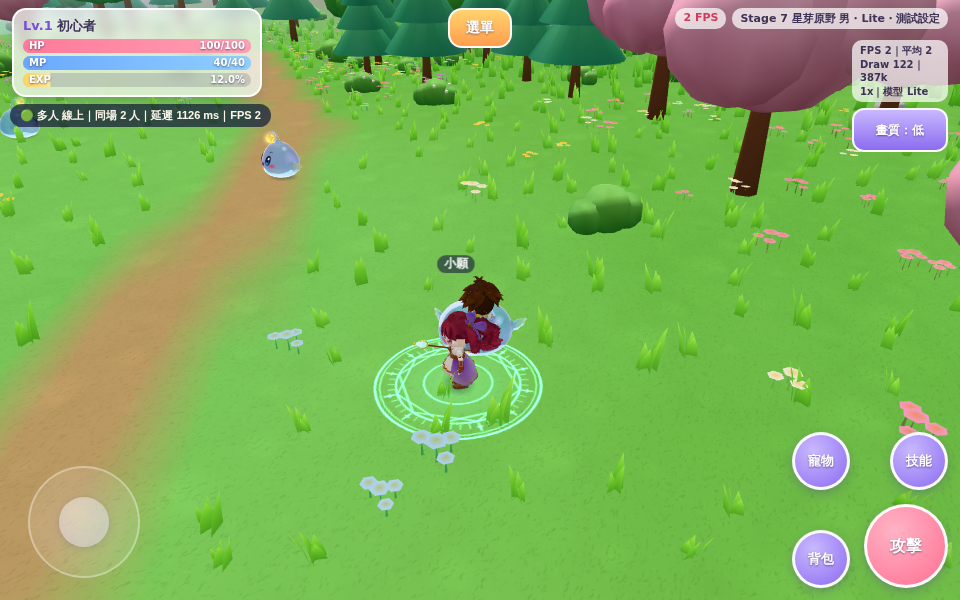 Lv.1 初心者
HP 100/100
MP 40/40
EXP 12.0%
🟢 多人 線上｜同場 2 人｜延遲 1126 ms｜FPS 2
選單
2 FPS
Stage 7 星芽原野 男・Lite・測試設定
FPS 2｜平均 2
Draw 122｜
387k
1x｜模型 Lite
畫質：低
小願
寵物
技能
背包
攻擊